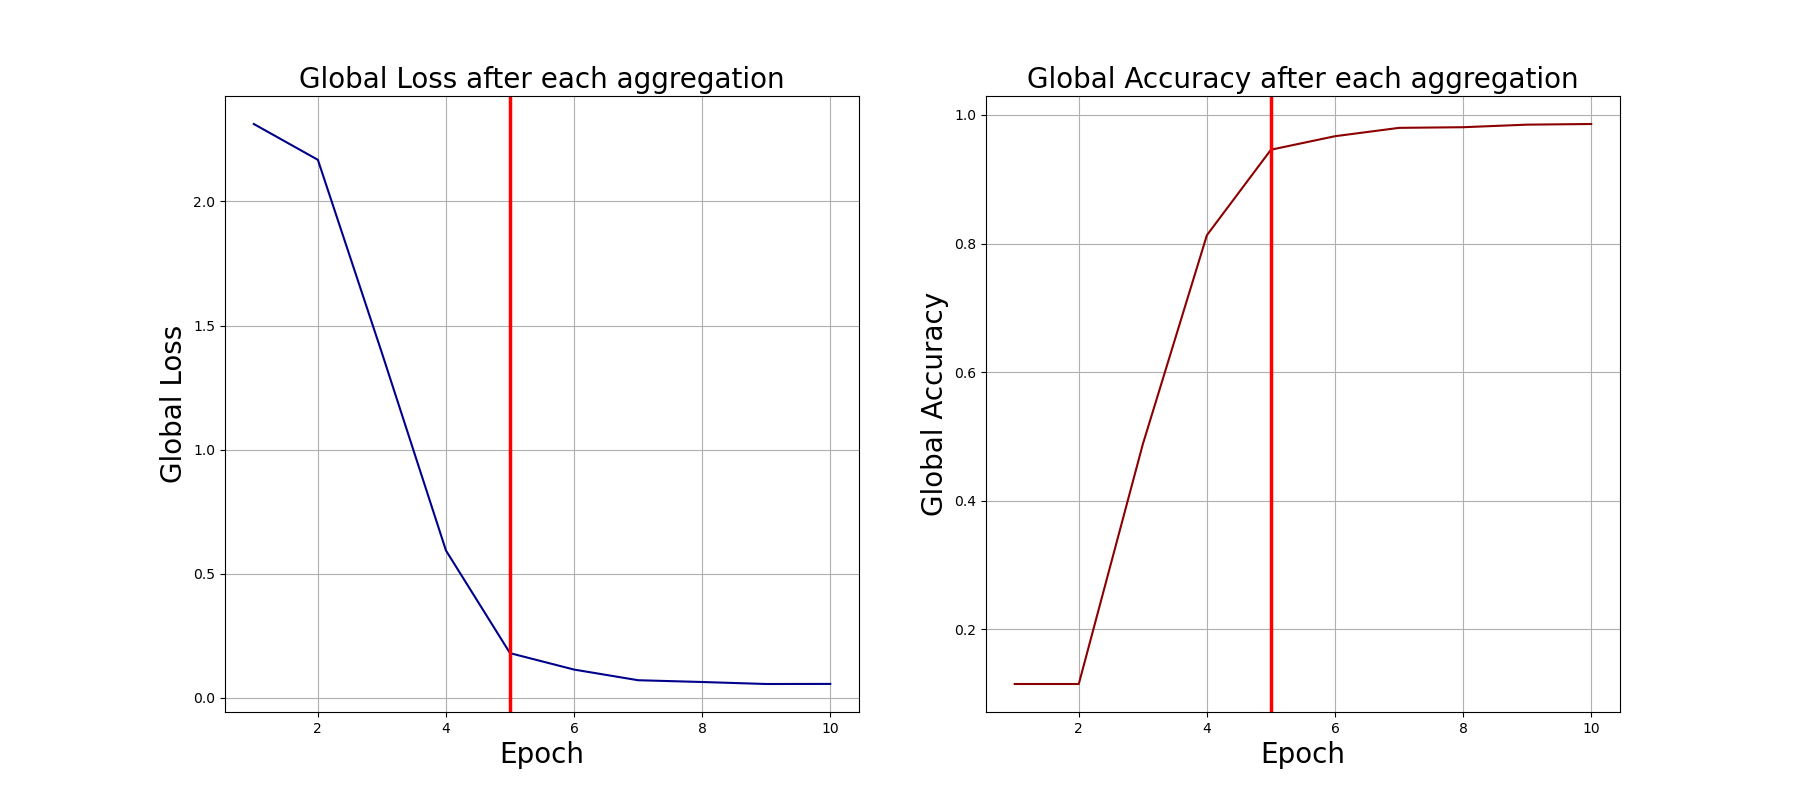 Global Loss after each aggregation
Global Loss
2.0
1.5
1.0
0.5
0.0
2 4 6 8 10
Epoch
Global Accuracy after each aggregation
Global Accuracy
1.0
0.8
0.6
0.4
0.2
2 4 6 8 10
Epoch